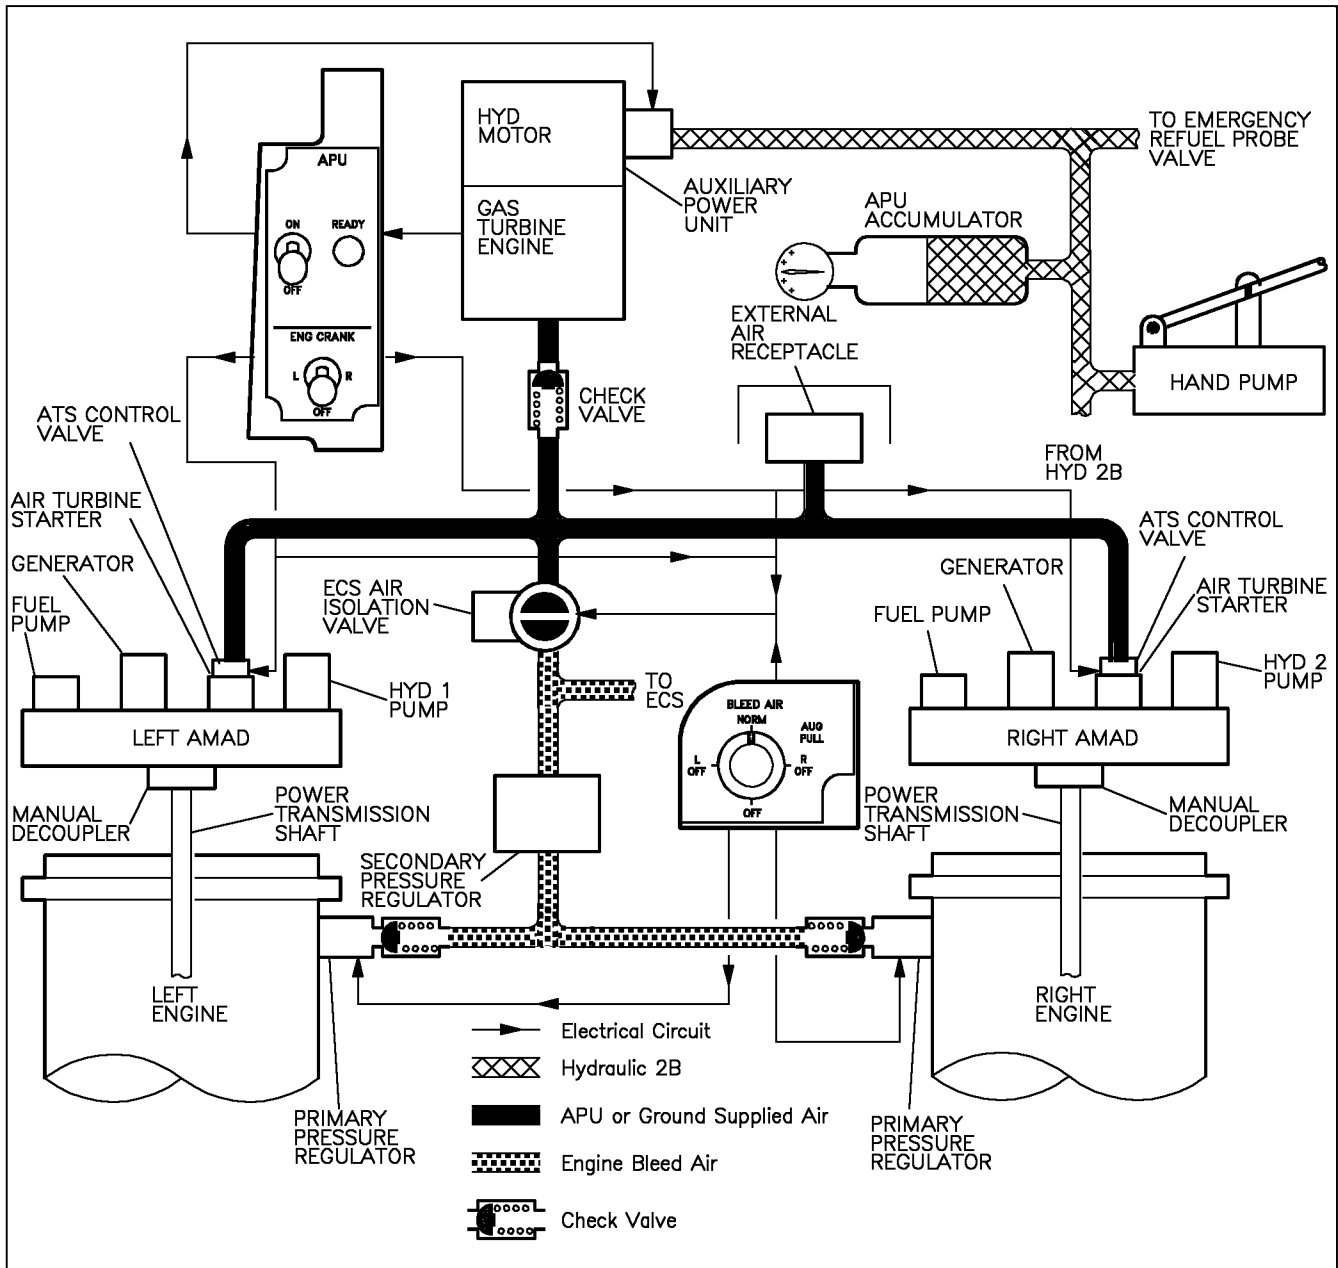 HYD
MOTOR
TO EMERGENCY
REFUEL PROBE
VALVE
APU
AUXILIARY
POWER
UNIT
APU
ACCUMULATOR
GAS
TURBINE
ENGINE
ON
READY
OFF
EXTERNAL
AIR
RECEPTACLE
ENG CRANK
L
R
OFF
HAND PUMP
CHECK
VALVE
ATS CONTROL
VALVE
FROM
HYD 2B
AIR TURBINE
STARTER
ATS CONTROL
VALVE
GENERATOR
GENERATOR
ECS AIR
ISOLATION
VALVE
AIR TURBINE
STARTER
FUEL
PUMP
FUEL PUMP
HYD 1
PUMP
TO
ECS
HYD 2
PUMP
BLEED AIR
NORM
AUG
PULL
L
OFF
R
OFF
OFF
LEFT AMAD
RIGHT AMAD
MANUAL
DECOUPLER
POWER
TRANSMISSION
SHAFT
POWER
TRANSMISSION
SHAFT
MANUAL
DECOUPLER
SECONDARY
PRESSURE
REGULATOR
LEFT
ENGINE
RIGHT
ENGINE
Electrical Circuit
Hydraulic 2B
APU or Ground Supplied Air
Engine Bleed Air
Check Valve
PRIMARY
PRESSURE
REGULATOR
PRIMARY
PRESSURE
REGULATOR